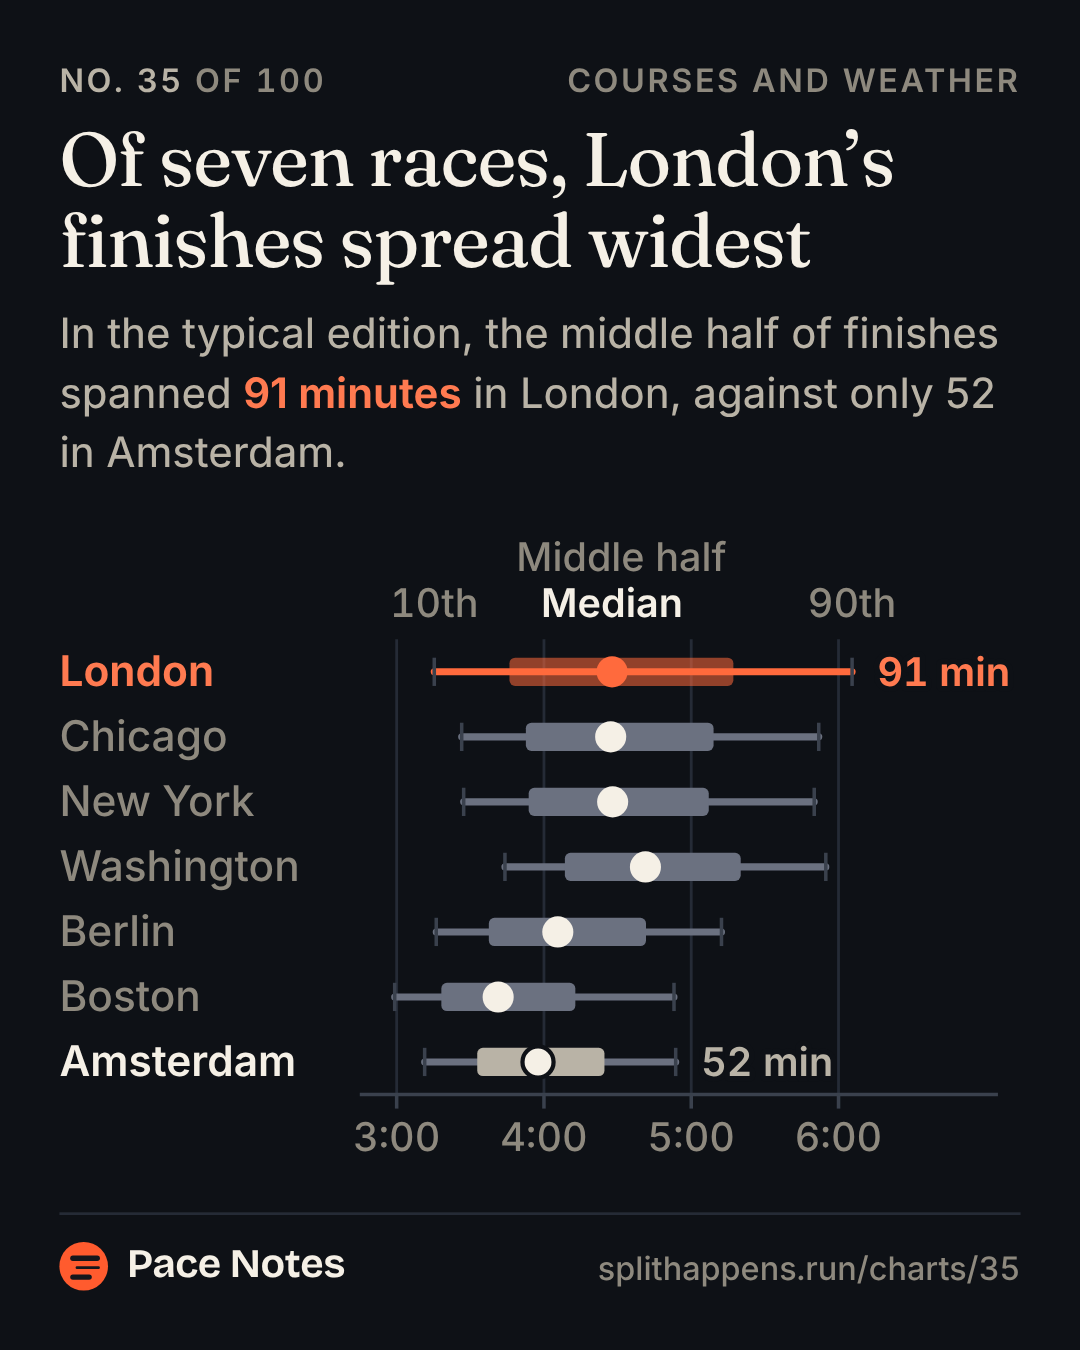 NO. 35 OF 100
COURSES AND WEATHER
Of seven races, London’s
finishes spread widest
In the typical edition, the middle half of finishes
spanned 91 minutes in London, against only 52
in Amsterdam.
Middle half
10th Median 90th
London 91 min
Chicago
New York
Washington
Berlin
Boston
Amsterdam 52 min
3:00 4:00 5:00 6:00
Pace Notes
splithappens.run/charts/35